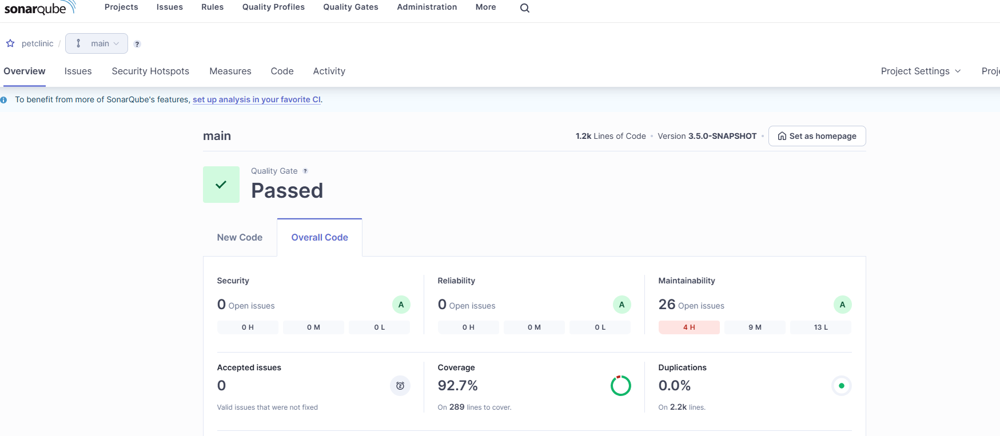 sonarqube Projects Issues Rules Quality Profiles Quality Gates Administration More
petclinic / main ?
Overview Issues Security Hotspots Measures Code Activity Project Settings Proj
To benefit from more of SonarQube's features, set up analysis in your favorite CI.
main 1.2k Lines of Code • Version 3.5.0-SNAPSHOT • Set as homepage
Quality Gate ?
Passed
New Code Overall Code
Security Reliability Maintainability
0 Open issues A 0 Open issues A 26 Open issues A
0 H 0 M 0 L 0 H 0 M 0 L 4 H 9 M 13 L
Accepted issues Coverage Duplications
0 92.7% 0.0%
Valid issues that were not fixed On 289 lines to cover. On 2.2k lines.